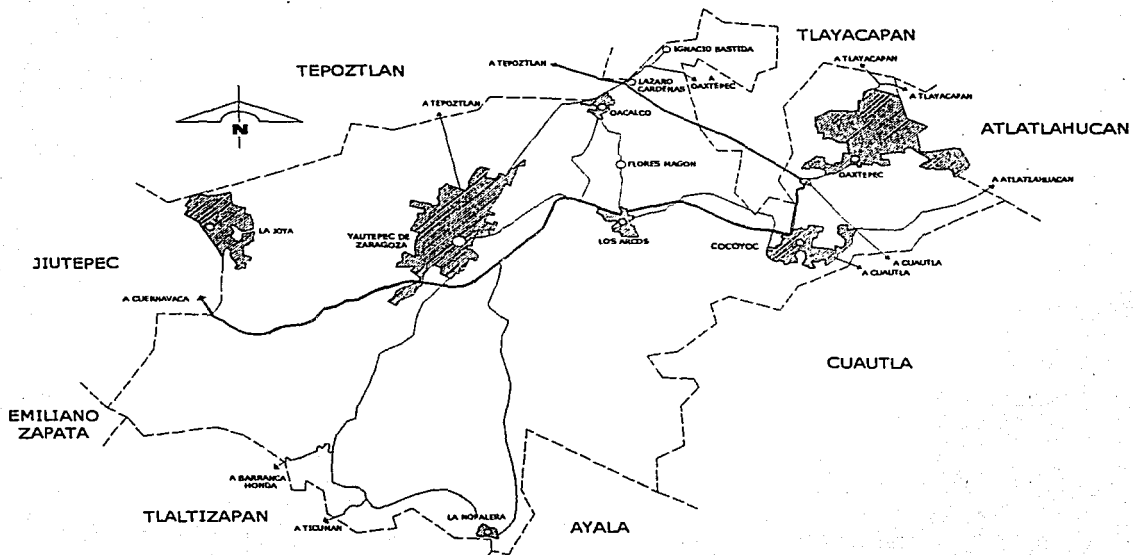 IGNACIO BASTIDA
TLAYACAPAN
A TLAYACAPAN
TEPOZTLAN
A TEPOZTLAN
LAZARO
CARDENAS
A
OAXTEPEC
A TLAYACAPAN
A TEPOZTLAN
OACALCO
N
ATLATLAHUCAN
FLORES MAGON
OAXTEPEC
A ATLATLAHUACAN
LA JOYA
YAUTEPEC DE
ZARAGOZA
LOS ARCOS
COCOYOC
JIUTEPEC
A CUAUTLA
A CUAUTLA
A CUERNAVACA
CUAUTLA
EMILIANO
ZAPATA
A BARRANCA
HONDA
TLALTIZAPAN
A TICUMAN
LA NOPALERA
AYALA